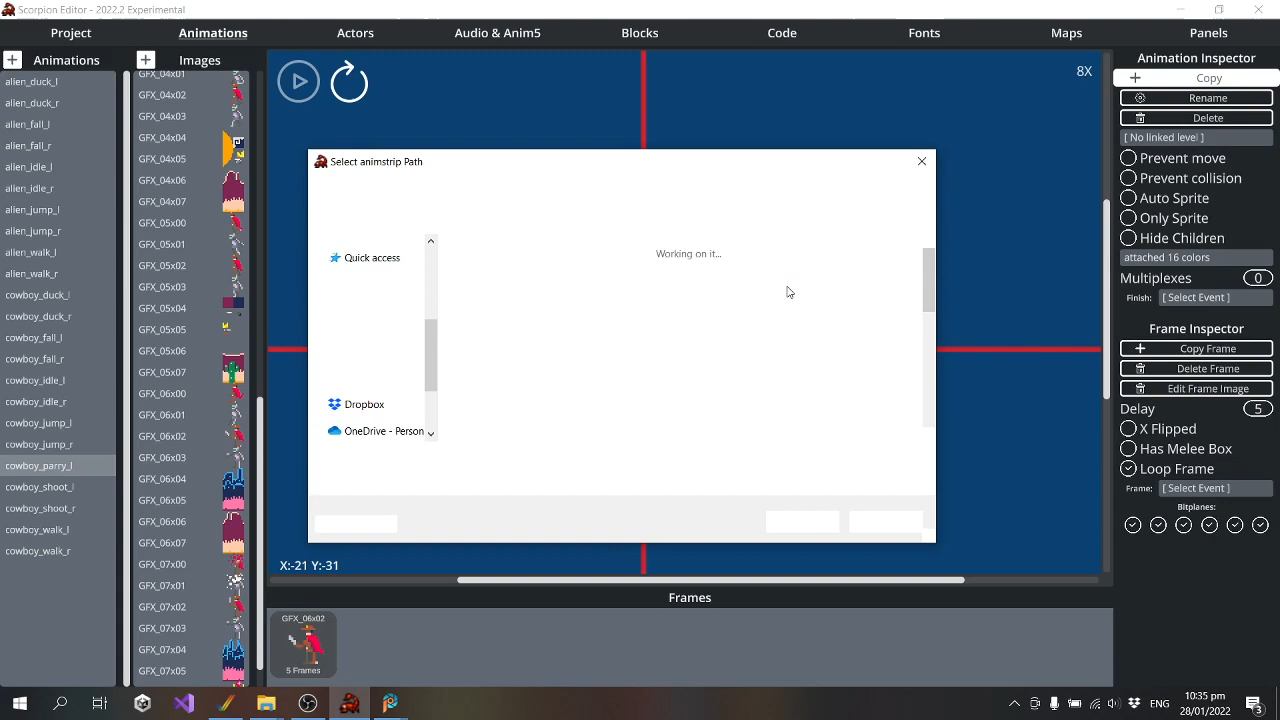 Scorpion Editor - 2022.2 Experimental
Project
Animations
Actors
Audio & Anim5
Blocks
Code
Fonts
Maps
Panels
Animations
alien_duck_l
alien_duck_r
alien_fall_l
alien_fall_r
alien_idle_l
alien_idle_r
alien_jump_l
alien_jump_r
alien_walk_l
alien_walk_r
cowboy_duck_l
cowboy_duck_r
cowboy_fall_l
cowboy_fall_r
cowboy_idle_l
cowboy_idle_r
cowboy_jump_l
cowboy_jump_r
cowboy_parry_l
cowboy_shoot_l
cowboy_shoot_r
cowboy_walk_l
cowboy_walk_r
Images
GFX_04x01
GFX_04x02
GFX_04x03
GFX_04x04
GFX_04x05
GFX_04x06
GFX_04x07
GFX_05x00
GFX_05x01
GFX_05x02
GFX_05x03
GFX_05x04
GFX_05x05
GFX_05x06
GFX_05x07
GFX_06x00
GFX_06x01
GFX_06x02
GFX_06x03
GFX_06x04
GFX_06x05
GFX_06x06
GFX_06x07
GFX_07x00
GFX_07x01
GFX_07x02
GFX_07x03
GFX_07x04
GFX_07x05
8X
Select animstrip Path
Quick access
Working on it...
Dropbox
OneDrive - Person
X:-21 Y:-31
Frames
GFX_06x02
5 Frames
Animation Inspector
Copy
Rename
Delete
[ No linked level ]
Prevent move
Prevent collision
Auto Sprite
Only Sprite
Hide Children
attached 16 colors
Multiplexes 0
Finish: [ Select Event ]
Frame Inspector
Copy Frame
Delete Frame
Edit Frame Image
Delay 5
X Flipped
Has Melee Box
Loop Frame
Frame: [ Select Event ]
Bitplanes:
ENG
10:35 pm
28/01/2022
3